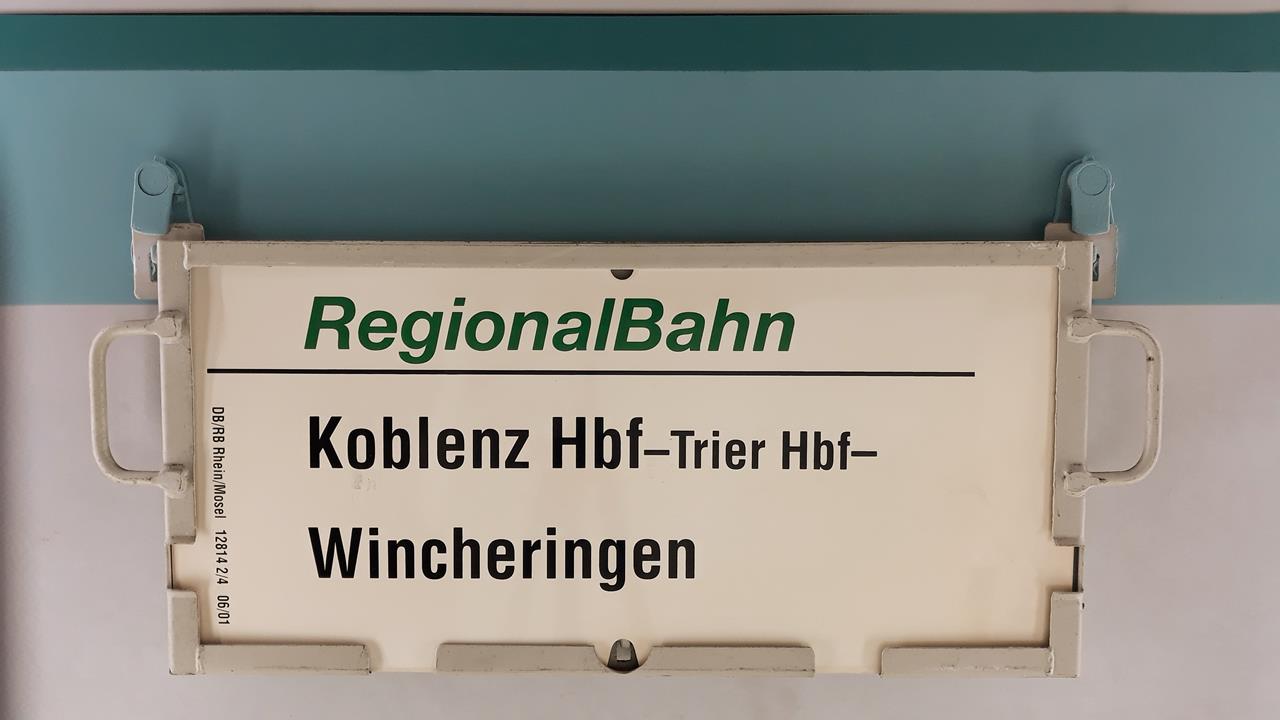 RegionalBahn
Koblenz Hbf–Trier Hbf–
Wincheringen
DB/RB Rhein/Mosel 12814 2/4 06/01